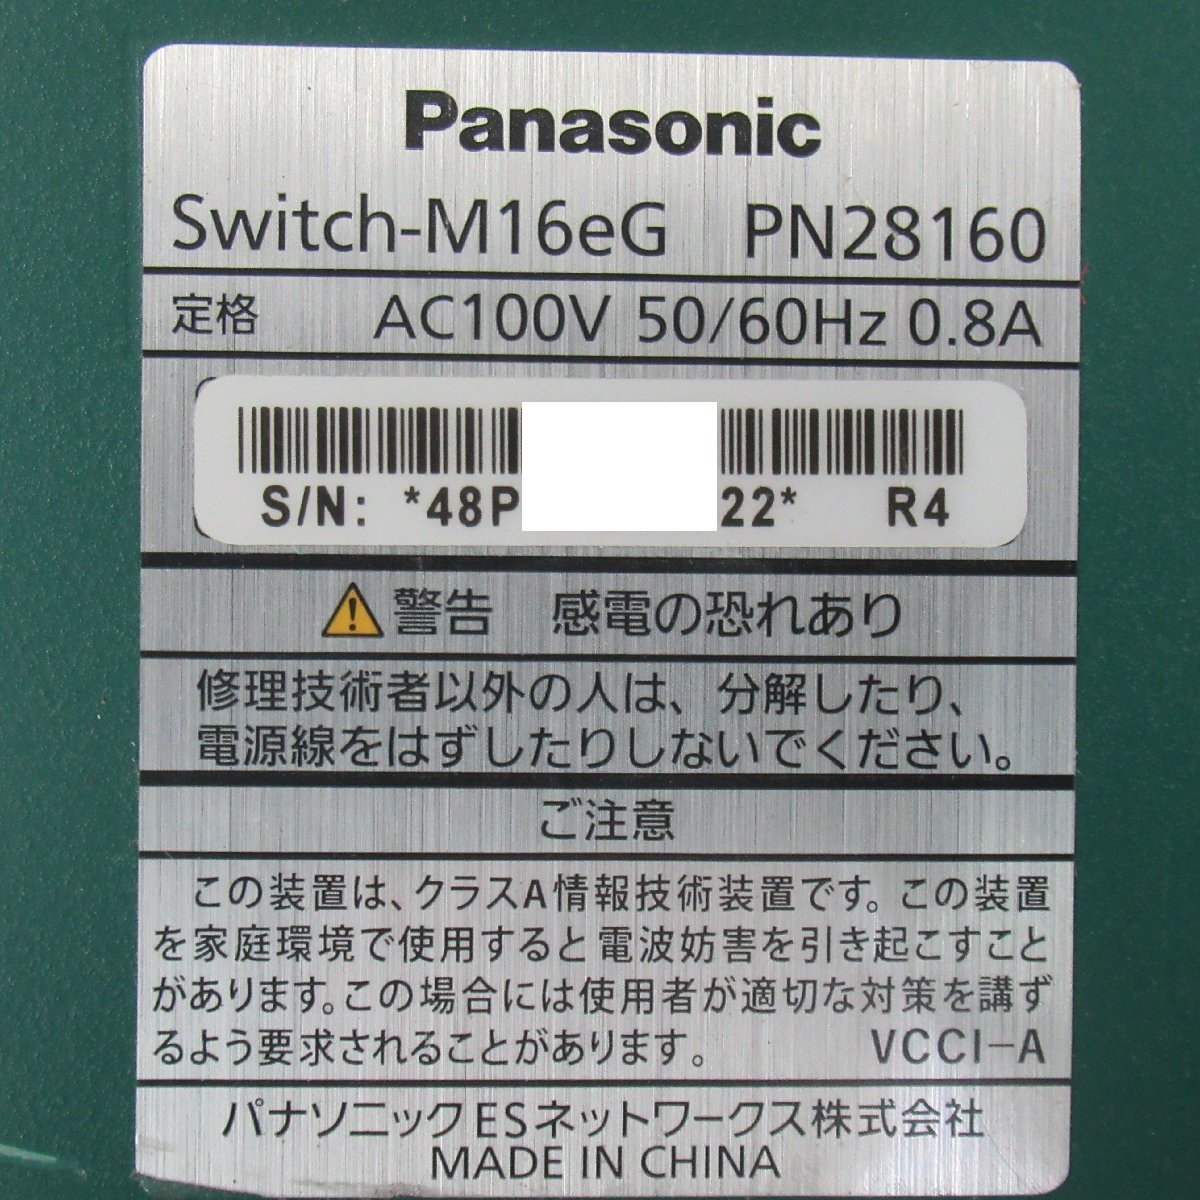 Panasonic
Switch-M16eG PN28160
定格 AC100V 50/60Hz 0.8A
S/N: *48P 22* R4
警告 感電の恐れあり
修理技術者以外の人は、分解したり、
電源線をはずしたりしないでください。
ご注意
この装置は、クラスA情報技術装置です。この装置
を家庭環境で使用すると電波妨害を引き起こすこと
があります。この場合には使用者が適切な対策を講ず
るよう要求されることがあります。 VCCI-A
パナソニックESネットワークス株式会社
MADE IN CHINA